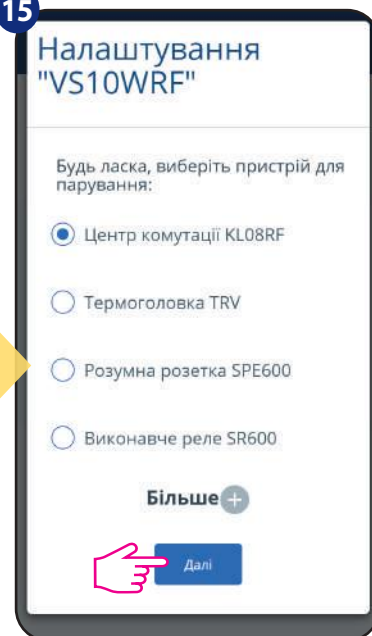 15
Налаштування
"VS10WRF"
Будь ласка, виберіть пристрій для
парування:
Центр комутації KL08RF
Термоголовка TRV
Розумна розетка SPE600
Виконавче реле SR600
Більше
Далі